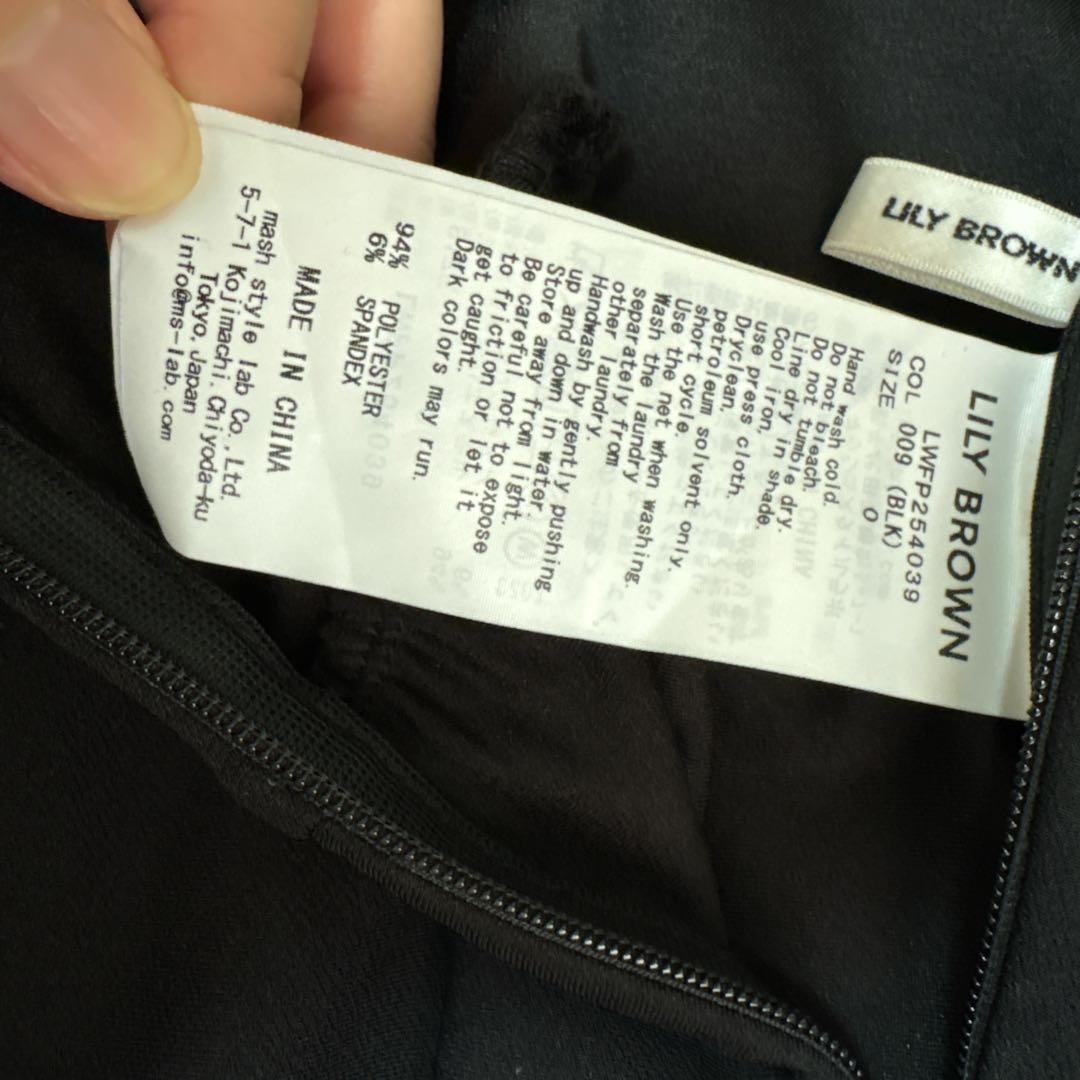 LILY BROWN
LILY BROWN
LWFP254039
COL 009 (BLK)
SIZE 0
Hand wash cold.
Do not bleach.
Do not tumble dry.
Line dry in shade.
Cool iron,
use press cloth,
Dryclean,
petroleum solvent only.
short cycle.
Use the net when washing.
Wash the laundry
separately from
other laundry.
Handwash by gently pushing
up and down in water.
Store away from light.
Be careful not to expose
to friction or let it
get caught.
Dark colors may run.
94% POLYESTER
6% SPANDEX
MADE IN CHINA
mash style lab Co., Ltd.
5-7-1 Kojimachi, Chiyoda-ku
Tokyo, Japan
info@ms-lab.com